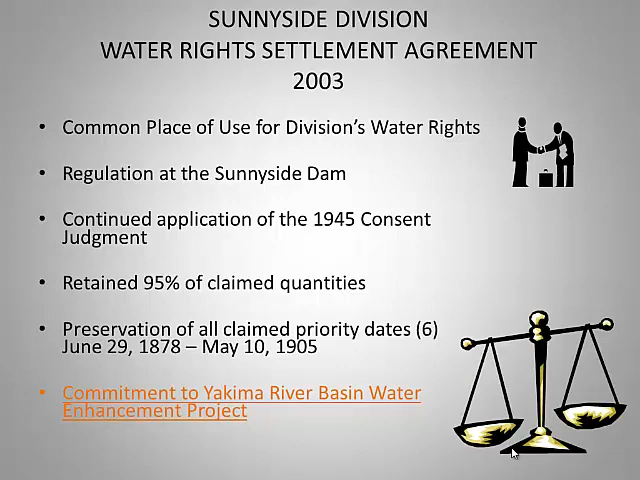 SUNNYSIDE DIVISION
WATER RIGHTS SETTLEMENT AGREEMENT
2003
• Common Place of Use for Division's Water Rights
• Regulation at the Sunnyside Dam
• Continued application of the 1945 Consent
Judgment
• Retained 95% of claimed quantities
• Preservation of all claimed priority dates (6)
June 29, 1878 – May 10, 1905
• Commitment to Yakima River Basin Water
Enhancement Project